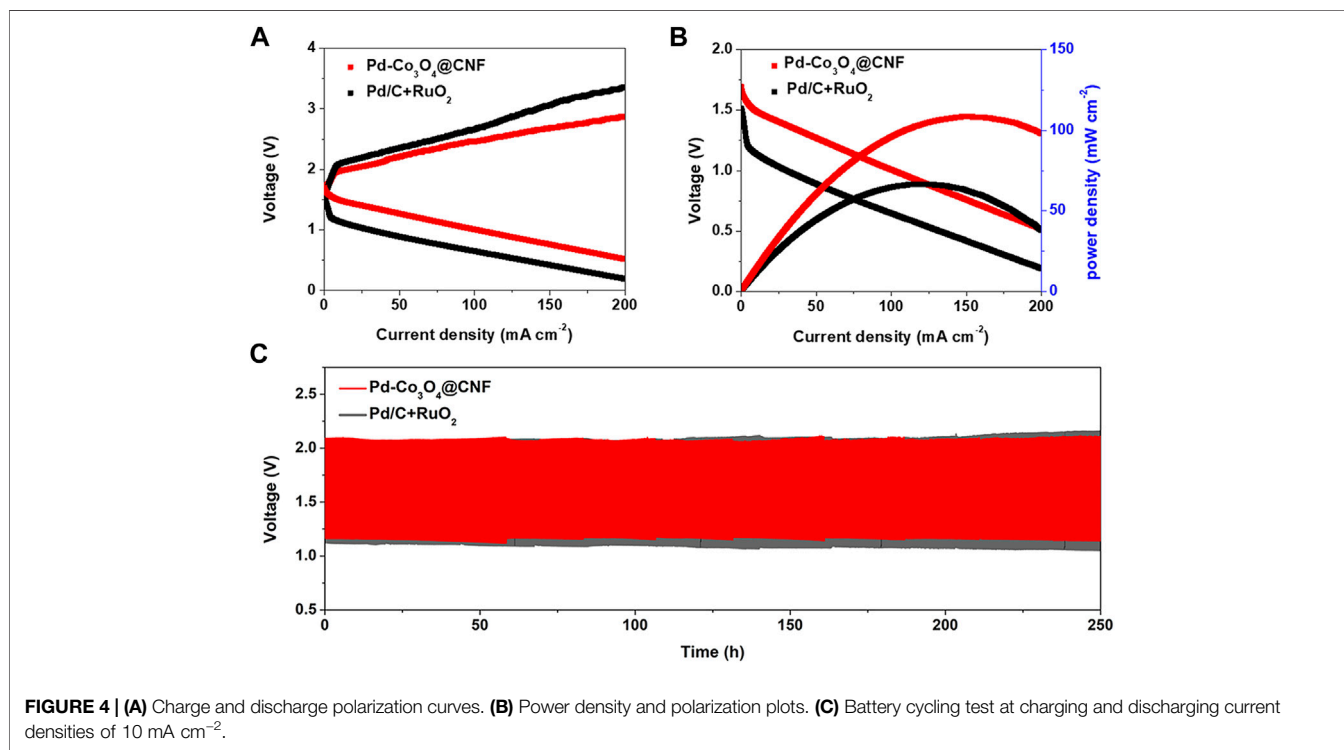 A
4
3
2
1
0
Voltage (V)
Pd-Co₃O₄@CNF
Pd/C+RuO₂
0 50 100 150 200
Current density (mA cm⁻²)
B
2.0
1.5
1.0
0.5
0.0
Voltage (V)
Pd-Co₃O₄@CNF
Pd/C+RuO₂
150
100
50
0
power density (mW cm⁻²)
0 50 100 150 200
Current density (mA cm⁻²)
C
2.5
2.0
1.5
1.0
0.5
Voltage (V)
Pd-Co₃O₄@CNF
Pd/C+RuO₂
0 50 100 150 200 250
Time (h)
FIGURE 4 | (A) Charge and discharge polarization curves. (B) Power density and polarization plots. (C) Battery cycling test at charging and discharging current
densities of 10 mA cm⁻².